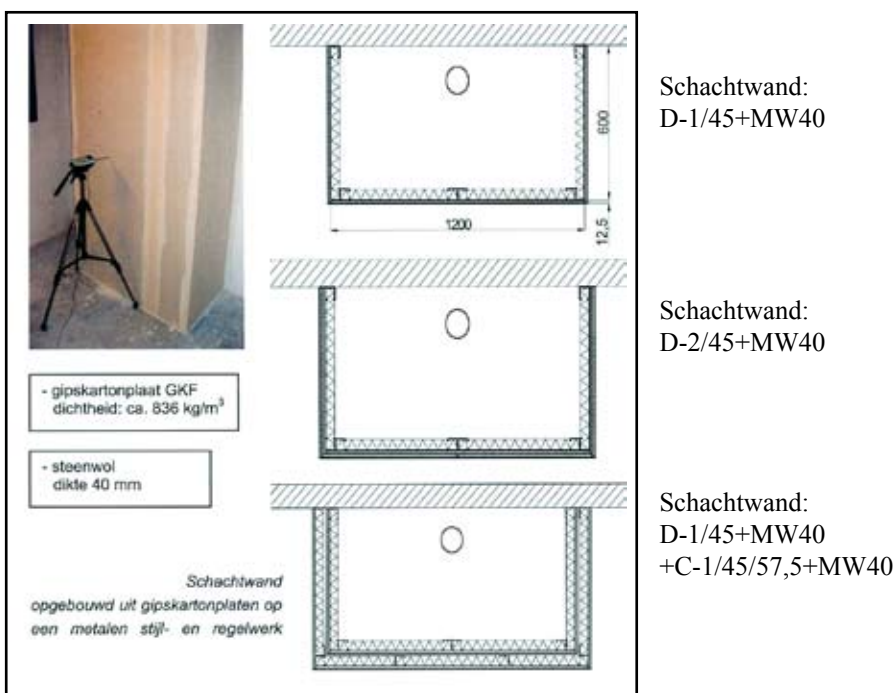 Schachtwand:
D-1/45+MW40
600
1200
12,5
Schachtwand:
D-2/45+MW40
- gipskartonplaat GKF
dichtheid: ca. 836 kg/m³
- steenwol
dikte 40 mm
Schachtwand:
D-1/45+MW40
+C-1/45/57,5+MW40
Schachtwand
opgebouwd uit gipskartonplaten op
een metalen stijl- en regelwerk